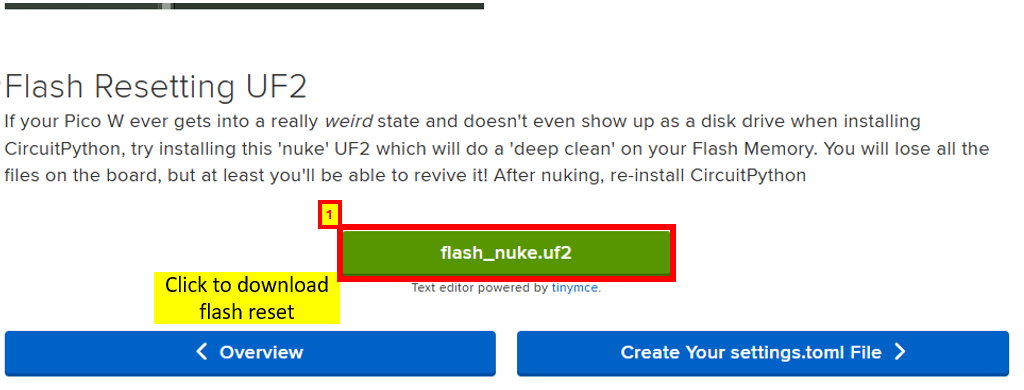 Flash Resetting UF2
If your Pico W ever gets into a really weird state and doesn't even show up as a disk drive when installing
CircuitPython, try installing this 'nuke' UF2 which will do a 'deep clean' on your Flash Memory. You will lose all the
files on the board, but at least you'll be able to revive it! After nuking, re-install CircuitPython
1
flash_nuke.uf2
Click to download
flash reset
Text editor powered by tinymce.
Overview
Create Your settings.toml File